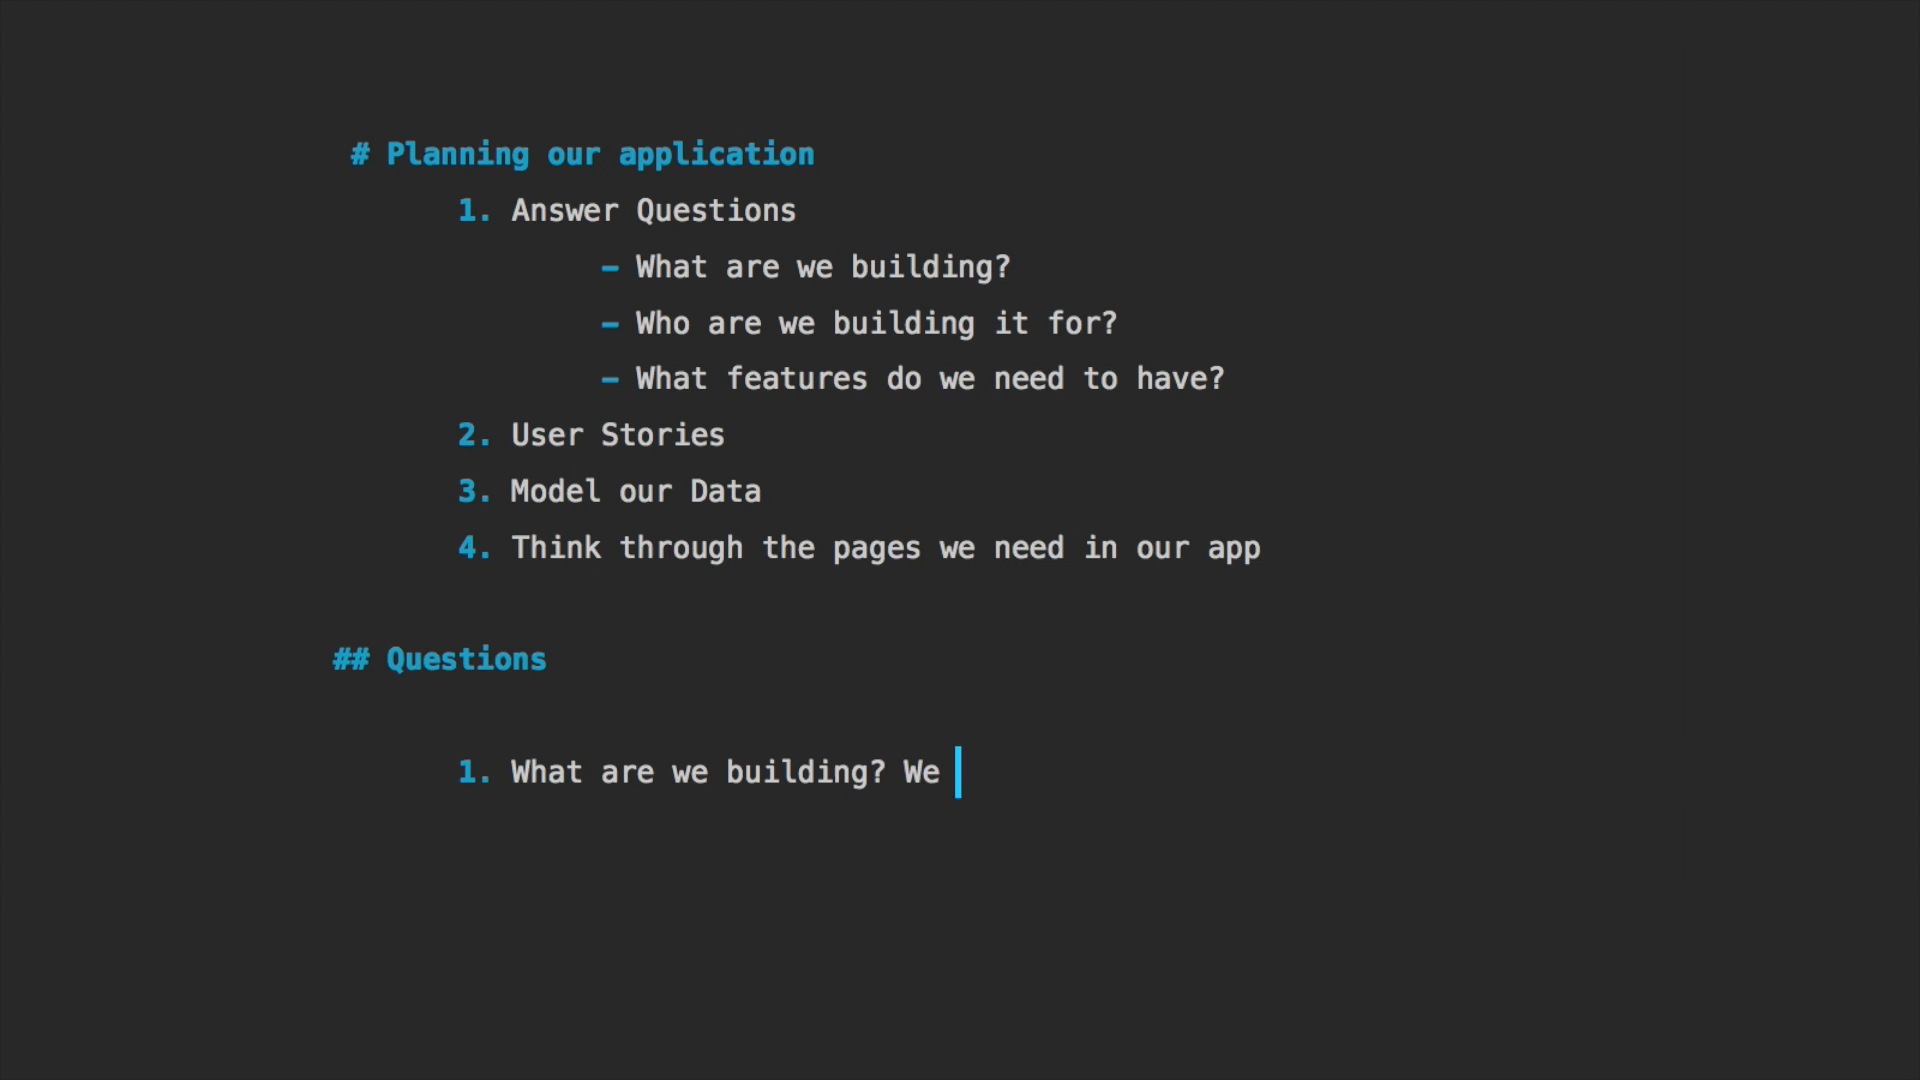 # Planning our application
1. Answer Questions
- What are we building?
- Who are we building it for?
- What features do we need to have?
2. User Stories
3. Model our Data
4. Think through the pages we need in our app
## Questions
1. What are we building? We